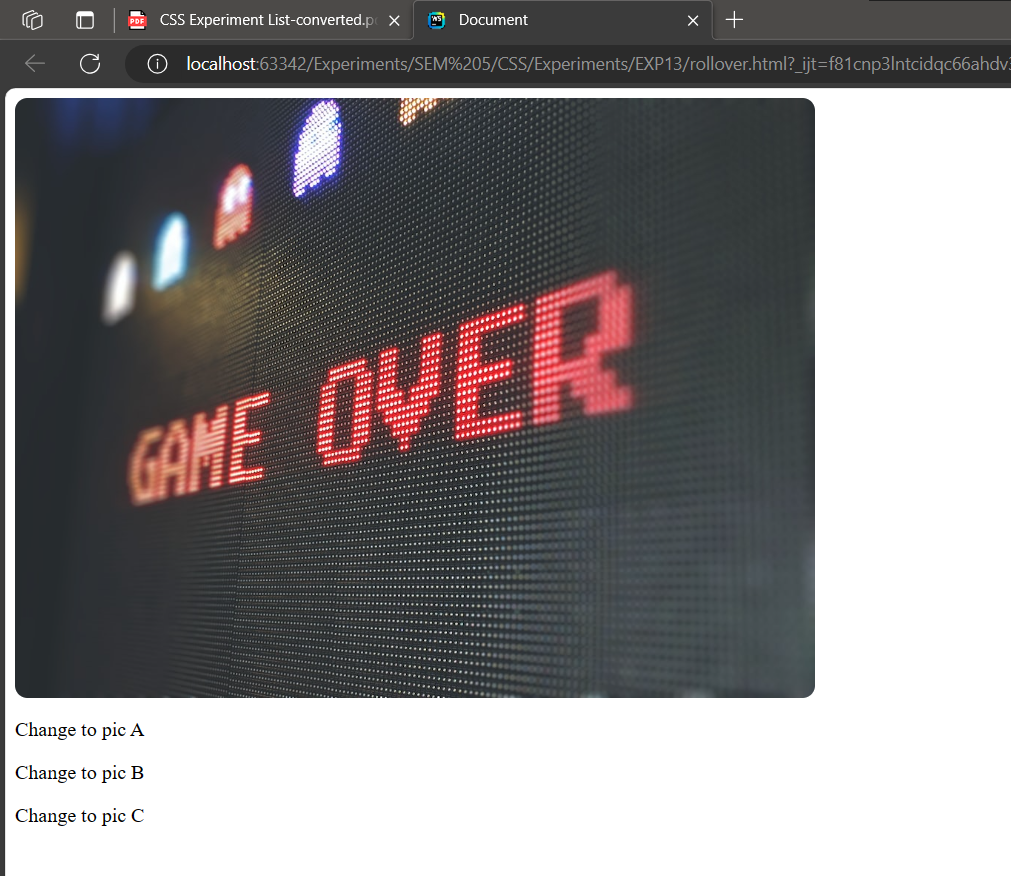 CSS Experiment List-converted.p
Document
localhost:63342/Experiments/SEM%205/CSS/Experiments/EXP13/rollover.html?_ijt=f81cnp3lntcidqc66ahdv
GAME OVER
Change to pic A
Change to pic B
Change to pic C